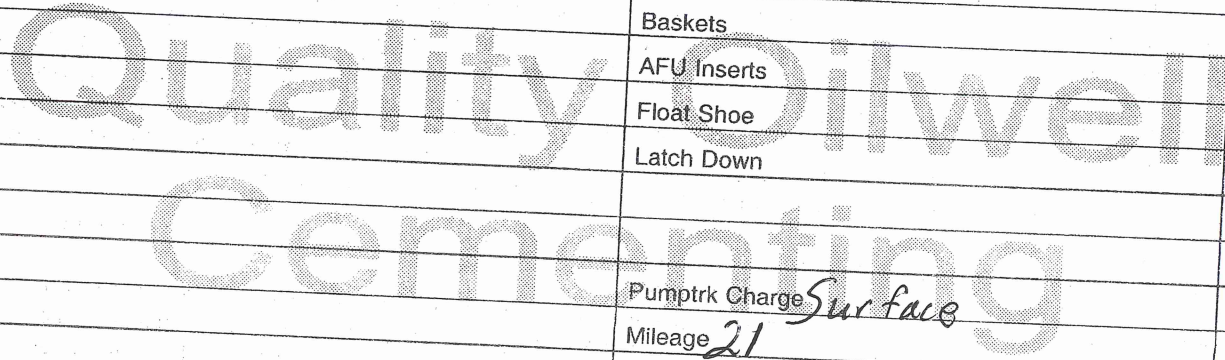 Quality Oilwell
Cementing
Baskets
AFU Inserts
Float Shoe
Latch Down
Pumptrk Charge Surface
Mileage 21